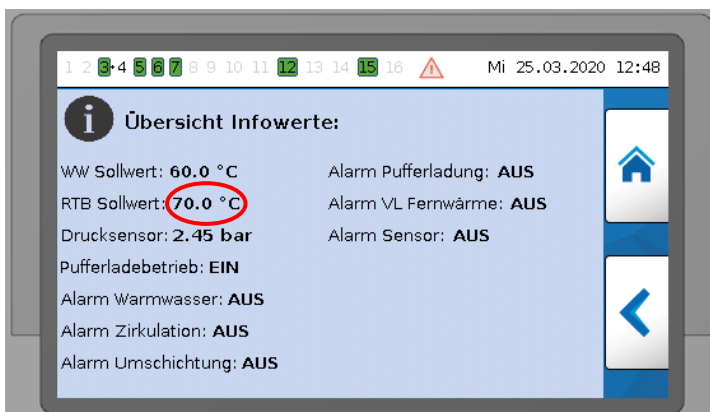 1 2 3+4 5 6 7 8 9 10 11 12 13 14 15 16 Mi 25.03.2020 12:48
i Übersicht Infowerte:
WW Sollwert: 60.0 °C Alarm Pufferladung: AUS
RTB Sollwert: 70.0 °C Alarm VL Fernwärme: AUS
Drucksensor: 2.45 bar Alarm Sensor: AUS
Pufferladebetrieb: EIN
Alarm Warmwasser: AUS
Alarm Zirkulation: AUS
Alarm Umschichtung: AUS